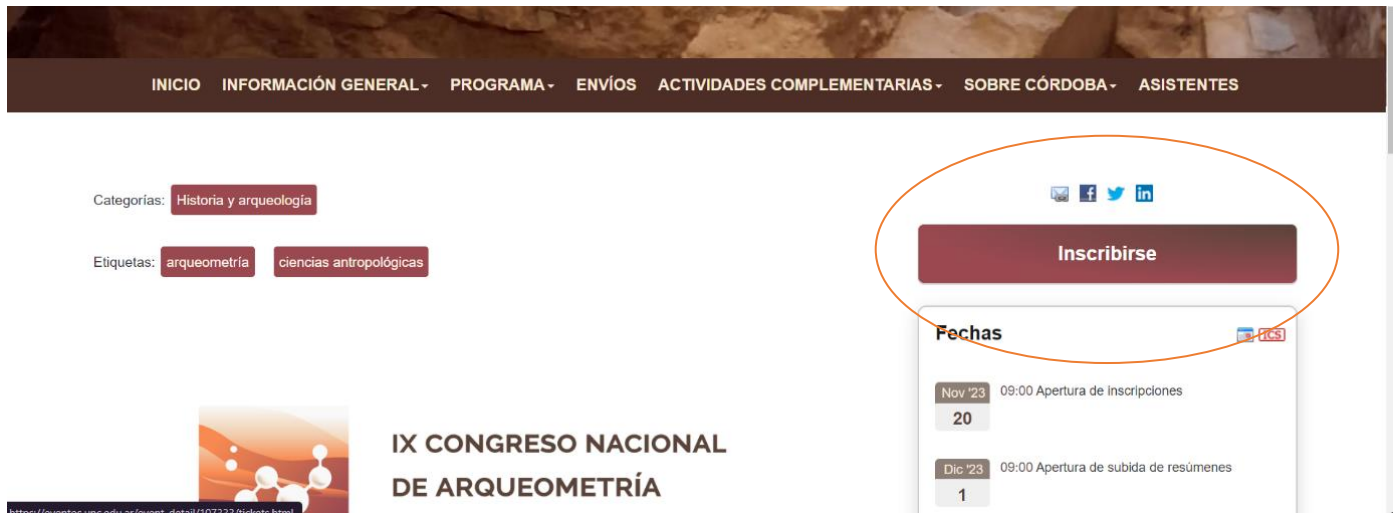 INICIO INFORMACIÓN GENERAL PROGRAMA ENVÍOS ACTIVIDADES COMPLEMENTARIAS SOBRE CÓRDOBA ASISTENTES
Categorías: Historia y arqueología
Etiquetas: arqueometría ciencias antropológicas
Inscribirse
Fechas
ICS
Nov '23 09:00 Apertura de inscripciones
20
Dic '23 09:00 Apertura de subida de resúmenes
1
IX CONGRESO NACIONAL
DE ARQUEOMETRÍA